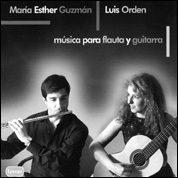 María Esther Guzmán Luis Orden
música para flauta y guitarra